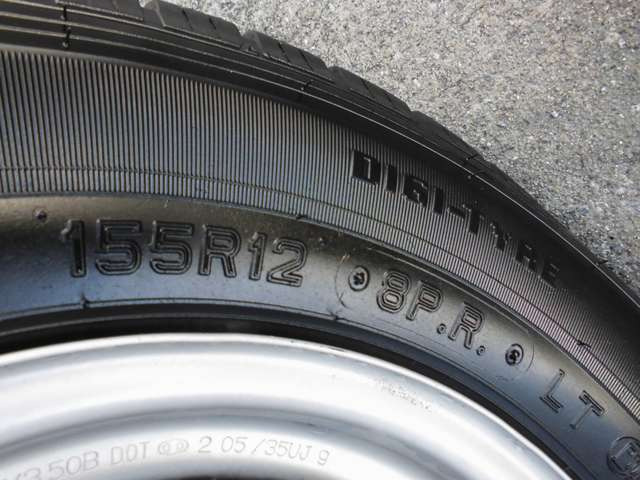 DIGI-TYRE
155R12 8P.R. LT
3.50B DOT 2 05/35UJ 9